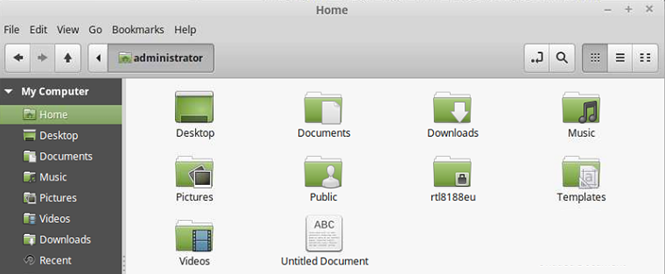 Home
File Edit View Go Bookmarks Help
administrator
My Computer
Home
Desktop
Documents
Music
Pictures
Videos
Downloads
Recent
Desktop Documents Downloads Music
Pictures Public rtl8188eu Templates
ABC
Videos Untitled Document